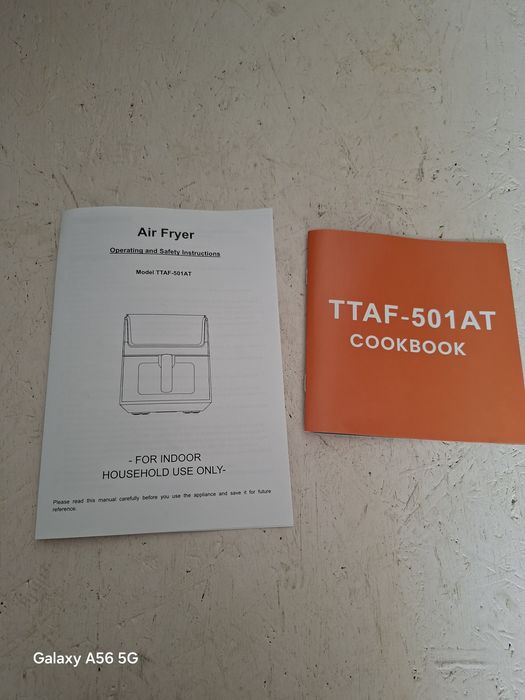 Air Fryer
Operating and Safety Instructions
Model TTAF-501AT
- FOR INDOOR
HOUSEHOLD USE ONLY-
Please read this manual carefully before you use the appliance and save it for future
reference.
TTAF-501AT
COOKBOOK
Galaxy A56 5G